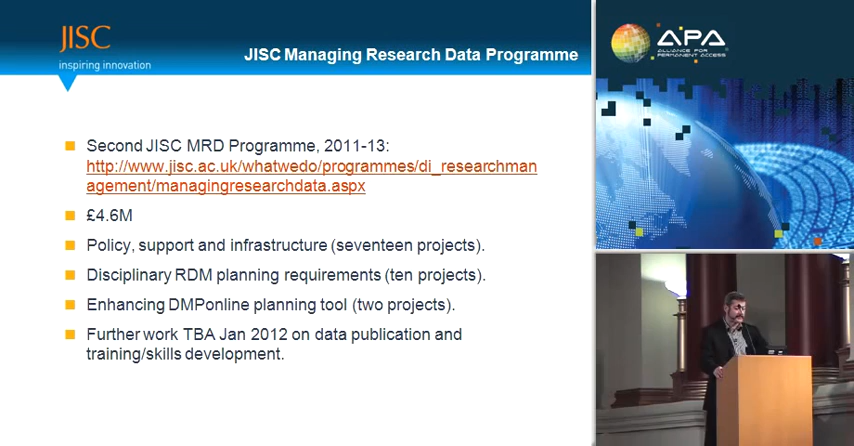 JISC
inspiring innovation
JISC Managing Research Data Programme
Second JISC MRD Programme, 2011-13:
http://www.jisc.ac.uk/whatwedo/programmes/di_researchman
agement/managingresearchdata.aspx
£4.6M
Policy, support and infrastructure (seventeen projects).
Disciplinary RDM planning requirements (ten projects).
Enhancing DMPonline planning tool (two projects).
Further work TBA Jan 2012 on data publication and
training/skills development.
APA
ALLIANCE FOR
PERMANENT ACCESS